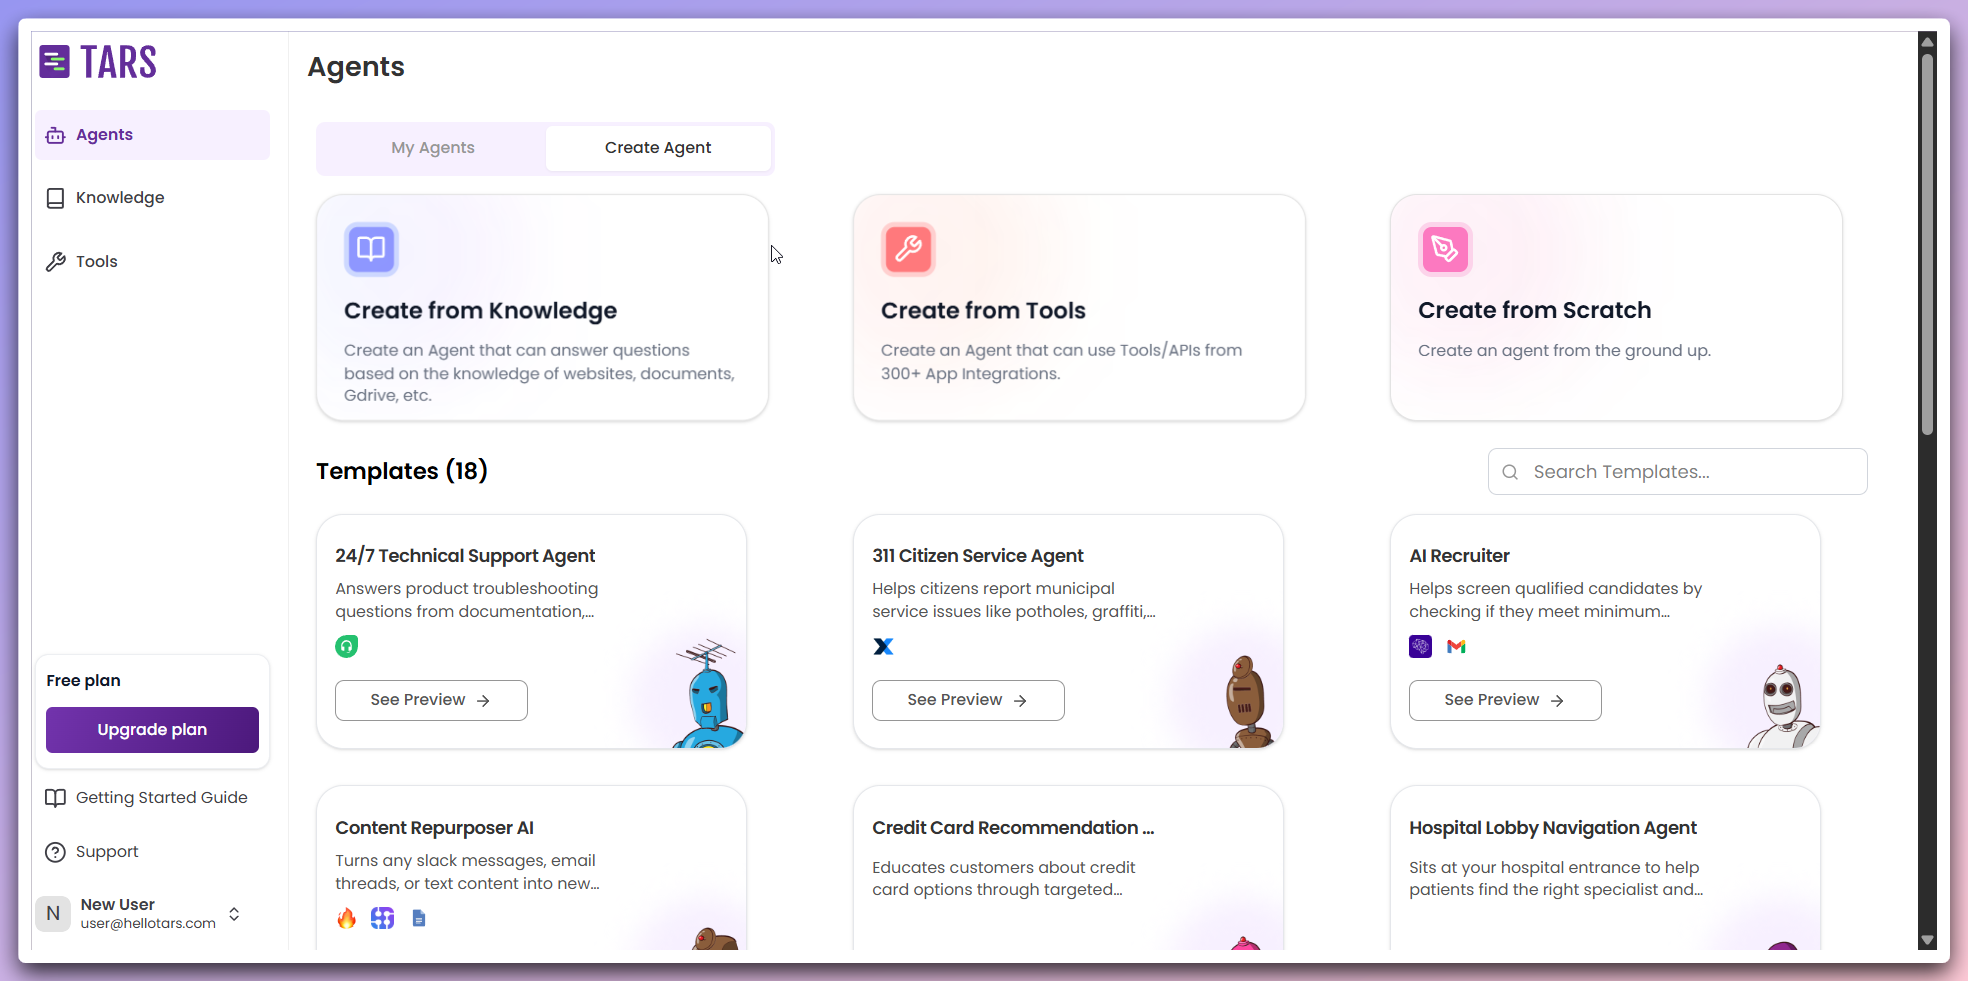 TARS
Agents
Knowledge
Tools
Free plan
Upgrade plan
Getting Started Guide
Support
N
New User
user@hellotars.com
Agents
My Agents
Create Agent
Create from Knowledge
Create an Agent that can answer questions
based on the knowledge of websites, documents,
Gdrive, etc.
Create from Tools
Create an Agent that can use Tools/APIs from
300+ App Integrations.
Create from Scratch
Create an agent from the ground up.
Templates (18)
Search Templates...
24/7 Technical Support Agent
Answers product troubleshooting
questions from documentation,...
See Preview
311 Citizen Service Agent
Helps citizens report municipal
service issues like potholes, graffiti,...
See Preview
AI Recruiter
Helps screen qualified candidates by
checking if they meet minimum...
See Preview
Content Repurposer AI
Turns any slack messages, email
threads, or text content into new...
Credit Card Recommendation ...
Educates customers about credit
card options through targeted...
Hospital Lobby Navigation Agent
Sits at your hospital entrance to help
patients find the right specialist and...